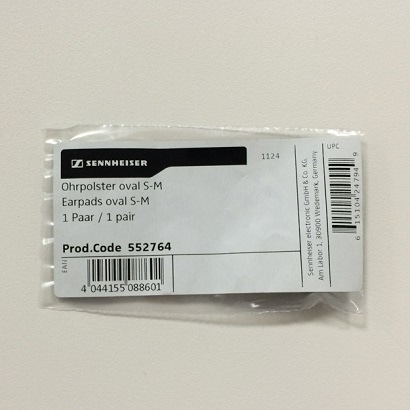 SENNHEISER
1124
Ohrpolster oval S-M
Earpads oval S-M
1 Paar / 1 pair
Prod.Code 552764
EAN
4 044155 088601
Sennheiser electronic GmbH & Co. KG,
Am Labor 1, 30900 Wedemark, Germany
UPC
6 15104 24794 9